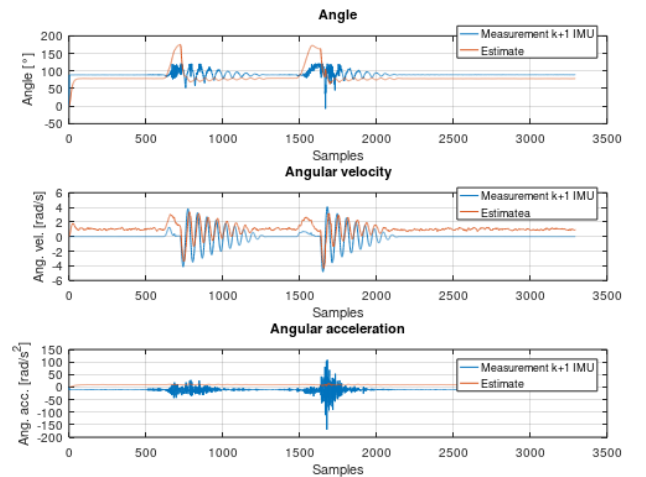 Angle
Angle [°]
200
150
100
50
0
-50
Measurement k+1 IMU
Estimate
0 500 1000 1500 2000 2500 3000 3500
Samples
Angular velocity
Ang. vel. [rad/s]
6
4
2
0
-2
-4
-6
Measurement k+1 IMU
Estimatea
0 500 1000 1500 2000 2500 3000 3500
Samples
Angular acceleration
Ang. acc. [rad/s²]
150
100
50
0
-50
-100
-150
-200
Measurement k+1 IMU
Estimate
0 500 1000 1500 2000 2500 3000 3500
Samples